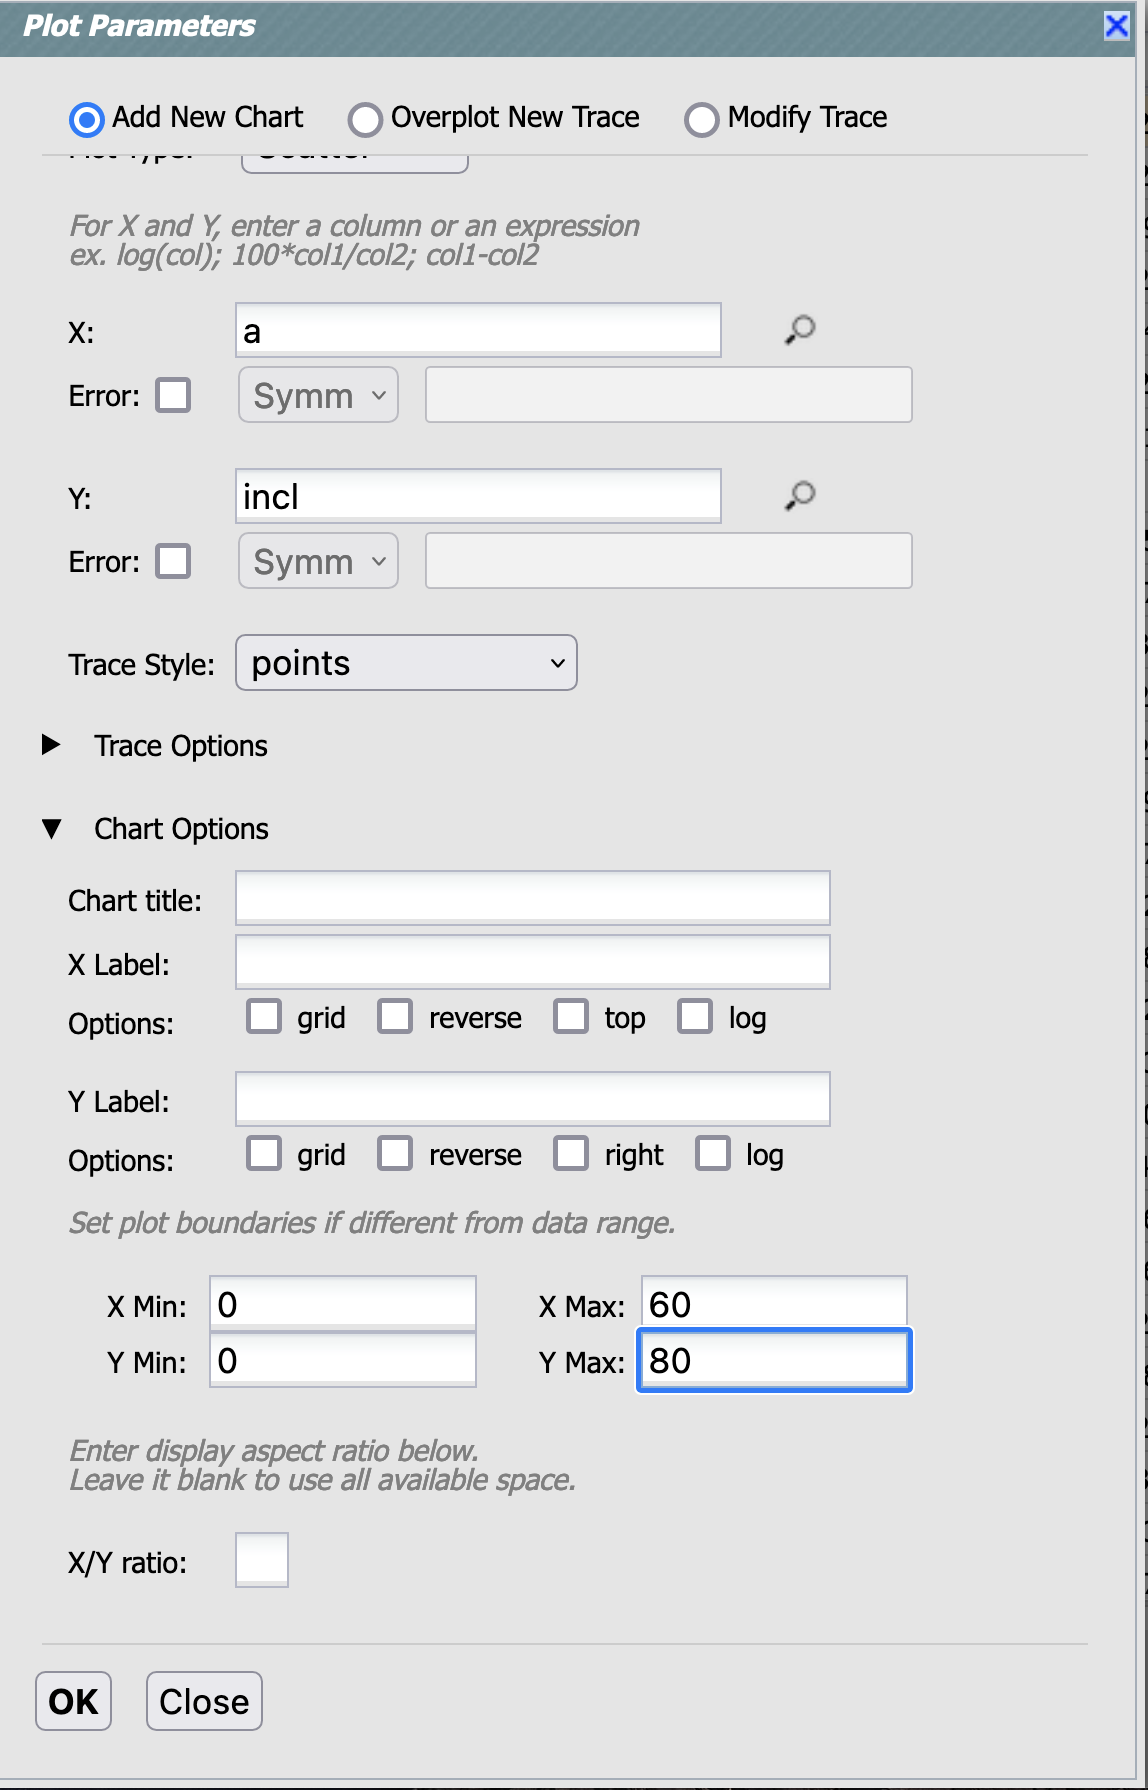 Plot Parameters
Add New Chart Overplot New Trace Modify Trace
Plot Type: Scatter
For X and Y, enter a column or an expression
ex. log(col); 100*col1/col2; col1-col2
X: a
Error: Symm
Y: incl
Error: Symm
Trace Style: points
Trace Options
Chart Options
Chart title:
X Label:
Options: grid reverse top log
Y Label:
Options: grid reverse right log
Set plot boundaries if different from data range.
X Min: 0 X Max: 60
Y Min: 0 Y Max: 80
Enter display aspect ratio below.
Leave it blank to use all available space.
X/Y ratio:
OK Close